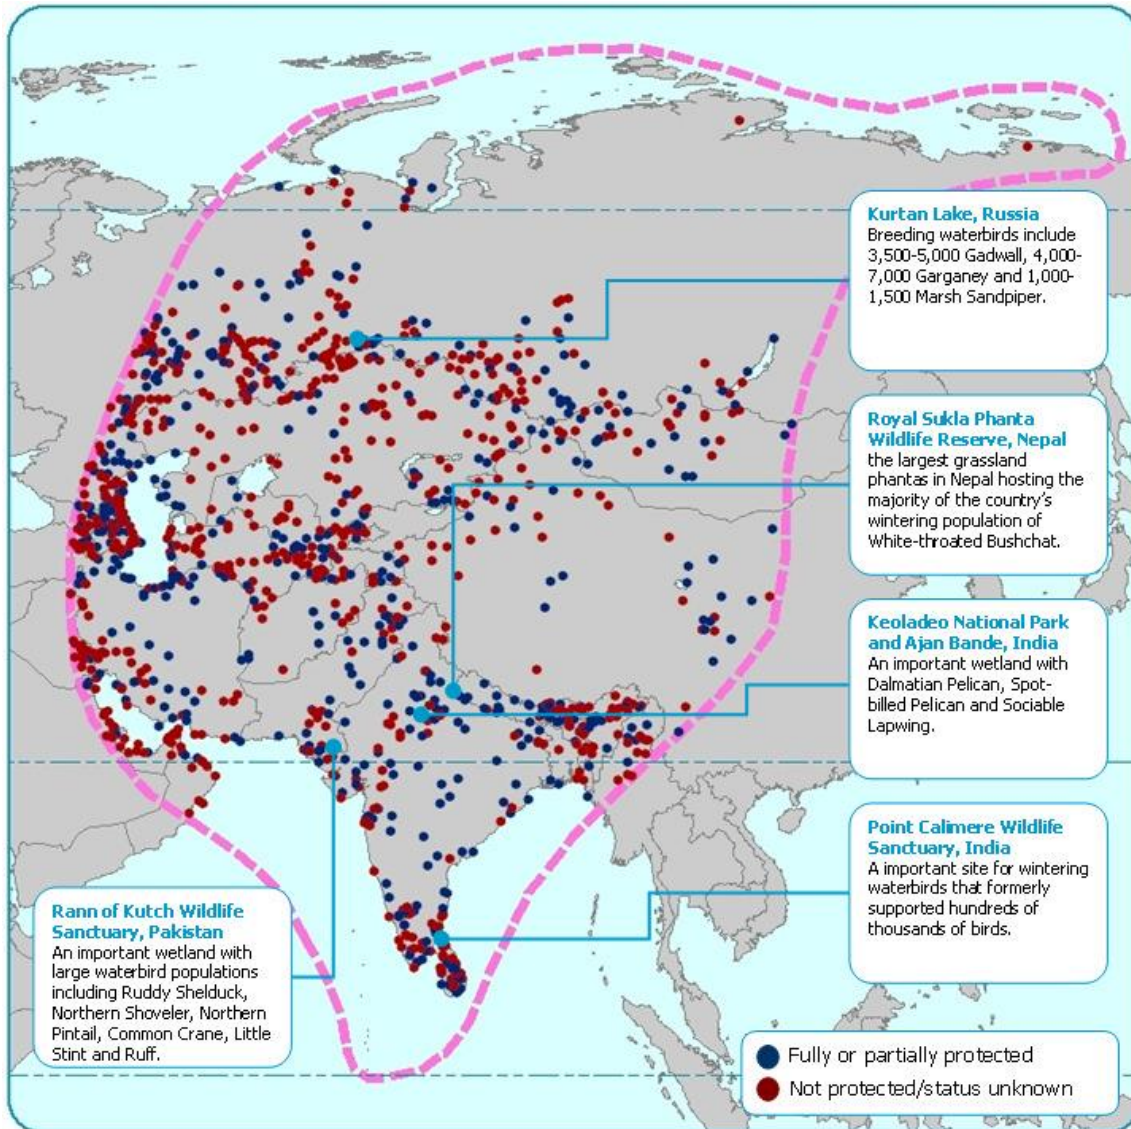 Kurtan Lake, Russia
Breeding waterbirds include
3,500-5,000 Gadwall, 4,000-
7,000 Garganey and 1,000-
1,500 Marsh Sandpiper.
Royal Sukla Phanta
Wildlife Reserve, Nepal
the largest grassland
phantas in Nepal hosting the
majority of the country's
wintering population of
White-throated Bushchat.
Keoladeo National Park
and Ajan Bande, India
An important wetland with
Dalmatian Pelican, Spot-
billed Pelican and Sociable
Lapwing.
Point Calimere Wildlife
Sanctuary, India
A important site for wintering
waterbirds that formerly
supported hundreds of
thousands of birds.
Rann of Kutch Wildlife
Sanctuary, Pakistan
An important wetland with
large waterbird populations
including Ruddy Shelduck,
Northern Shoveler, Northern
Pintail, Common Crane, Little
Stint and Ruff.
Fully or partially protected
Not protected/status unknown